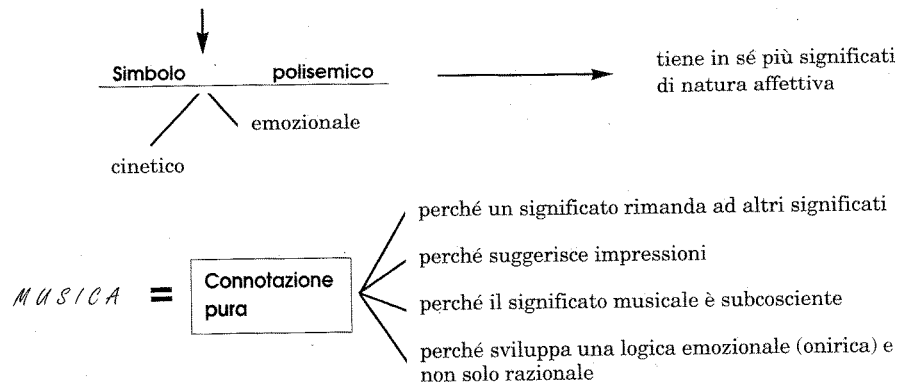 Simbolo polisemico
tiene in sé più significati
di natura affettiva
emozionale
cinetico
perché un significato rimanda ad altri significati
perché suggerisce impressioni
MUSICA = Connotazione
pura
perché il significato musicale è subcosciente
perché sviluppa una logica emozionale (onirica) e
non solo razionale